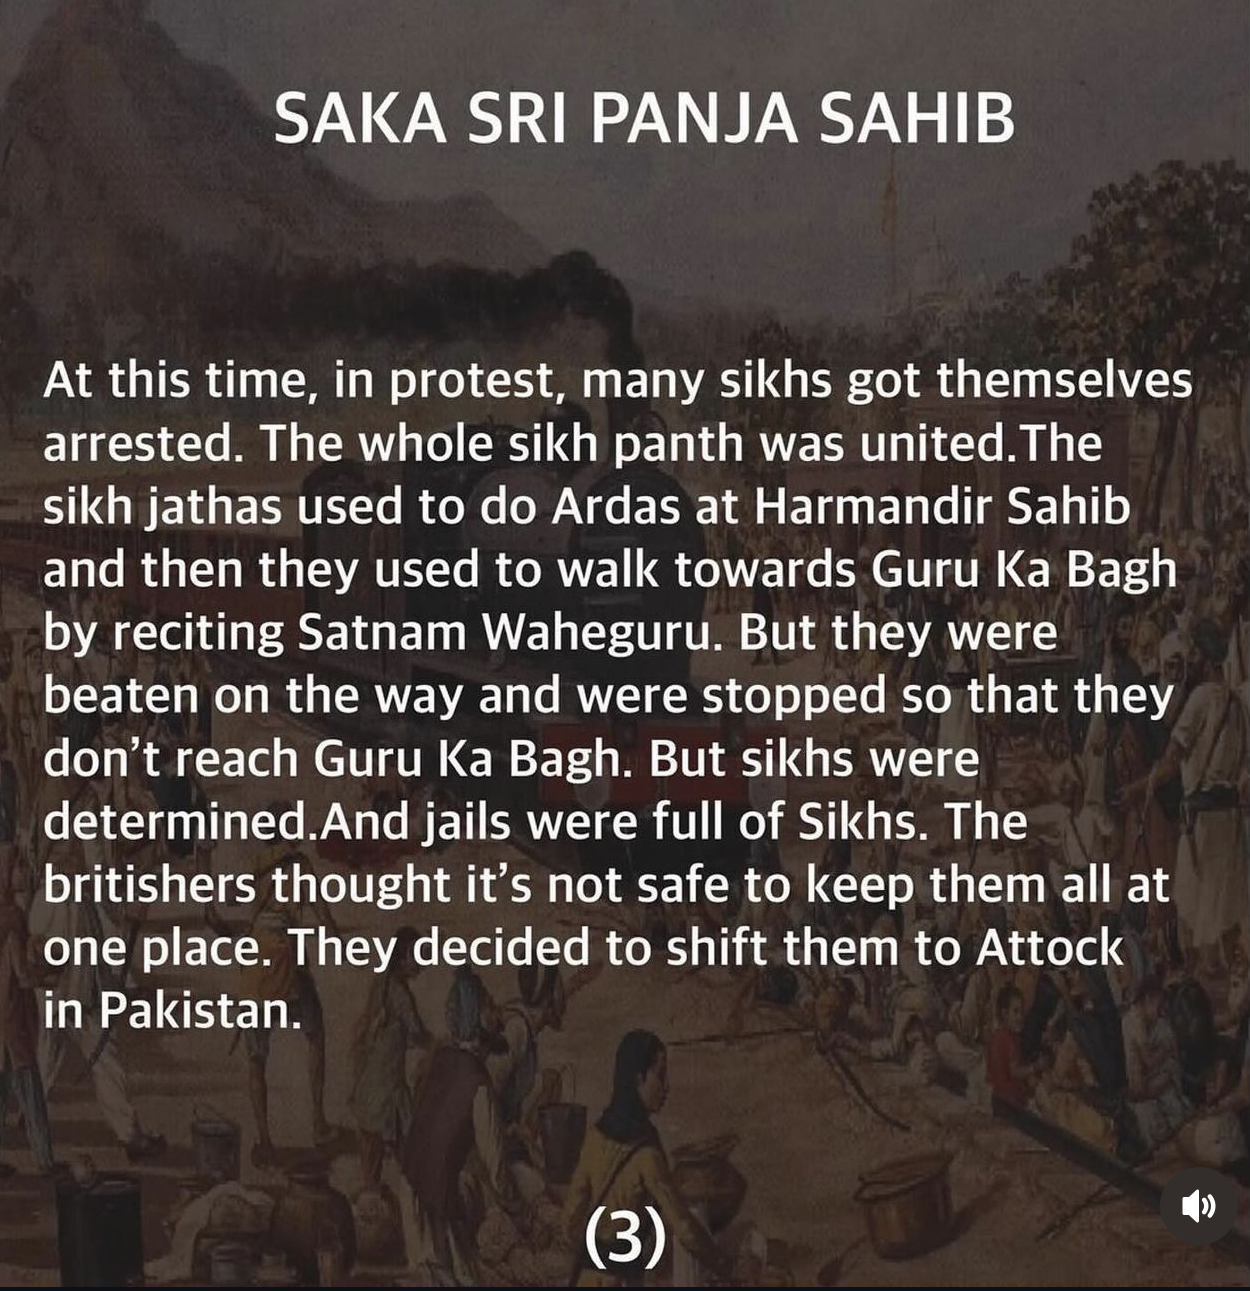 SAKA SRI PANJA SAHIB
At this time, in protest, many sikhs got themselves
arrested. The whole sikh panth was united.The
sikh jathas used to do Ardas at Harmandir Sahib
and then they used to walk towards Guru Ka Bagh
by reciting Satnam Waheguru. But they were
beaten on the way and were stopped so that they
don’t reach Guru Ka Bagh. But sikhs were
determined.And jails were full of Sikhs. The
britishers thought it’s not safe to keep them all at
one place. They decided to shift them to Attock
in Pakistan.
(3)